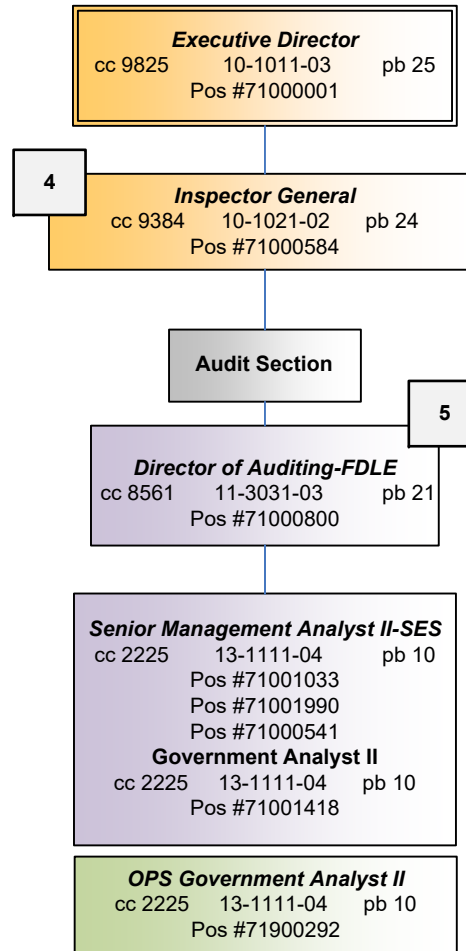 Executive Director
cc 9825 10-1011-03 pb 25
Pos #71000001
4
Inspector General
cc 9384 10-1021-02 pb 24
Pos #71000584
Audit Section
5
Director of Auditing-FDLE
cc 8561 11-3031-03 pb 21
Pos #71000800
Senior Management Analyst II-SES
cc 2225 13-1111-04 pb 10
Pos #71001033
Pos #71001990
Pos #71000541
Government Analyst II
cc 2225 13-1111-04 pb 10
Pos #71001418
OPS Government Analyst II
cc 2225 13-1111-04 pb 10
Pos #71900292